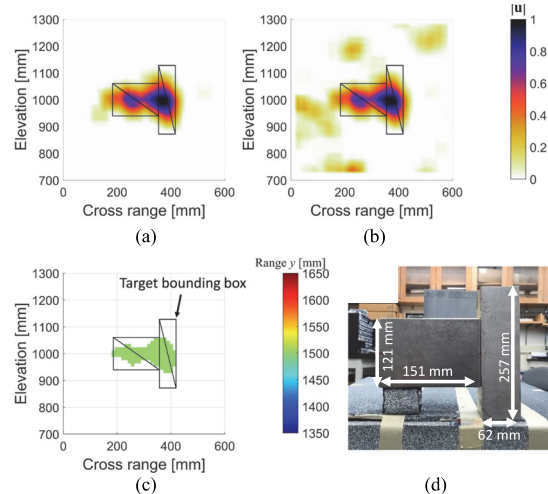 1300
1200
1100
1000
900
800
700
Elevation [mm]
0
200
400
600
Cross range [mm]
(a)
1300
1200
1100
1000
900
800
700
Elevation [mm]
0
200
400
600
Cross range [mm]
(b)
|u|
1
0.8
0.6
0.4
0.2
0
1300
1200
1100
1000
900
800
700
Elevation [mm]
0
200
400
600
Cross range [mm]
Target bounding box
(c)
Range y [mm]
1650
1600
1550
1500
1450
1400
1350
121 mm
151 mm
257 mm
62 mm
(d)